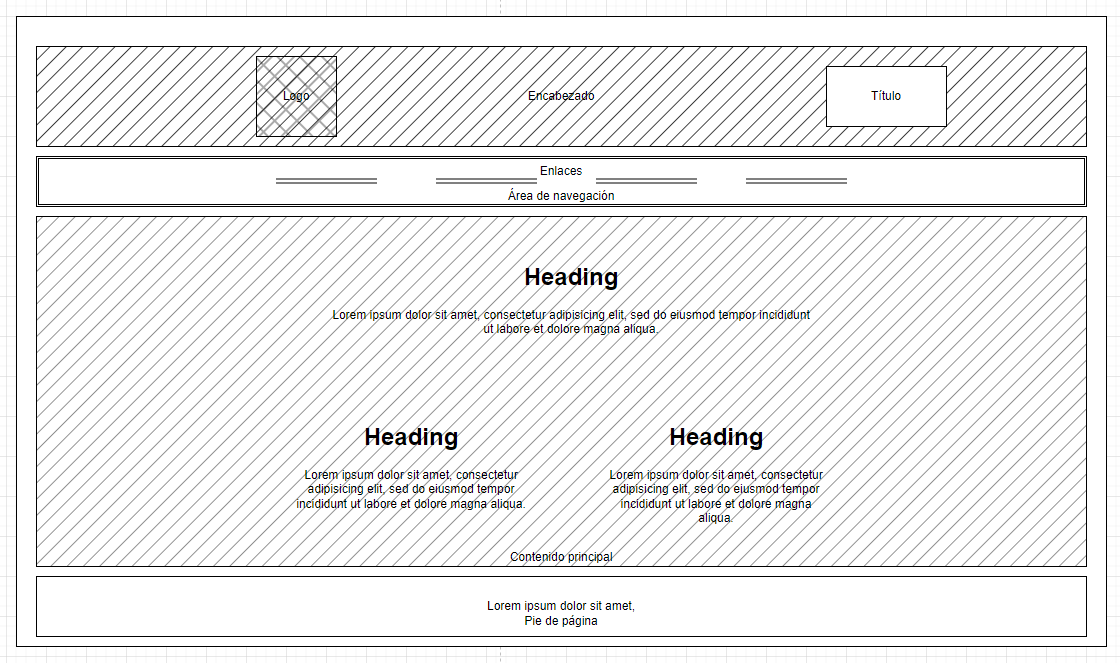 Logo
Encabezado
Título
Enlaces
Área de navegación
Heading
Lorem ipsum dolor sit amet, consectetur adipisicing elit, sed do eiusmod tempor incididunt
ut labore et dolore magna aliqua.
Heading
Lorem ipsum dolor sit amet, consectetur
adipisicing elit, sed do eiusmod tempor
incididunt ut labore et dolore magna aliqua.
Heading
Lorem ipsum dolor sit amet, consectetur
adipisicing elit, sed do eiusmod tempor
incididunt ut labore et dolore magna
aliqua.
Contenido principal
Lorem ipsum dolor sit amet,
Pie de página